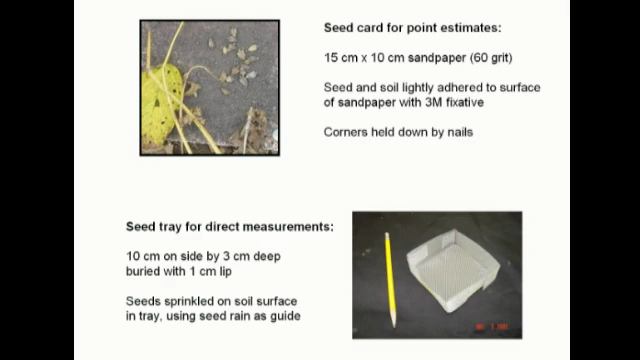 Seed card for point estimates:
15 cm x 10 cm sandpaper (60 grit)
Seed and soil lightly adhered to surface
of sandpaper with 3M fixative
Corners held down by nails
Seed tray for direct measurements:
10 cm on side by 3 cm deep
buried with 1 cm lip
Seeds sprinkled on soil surface
in tray, using seed rain as guide